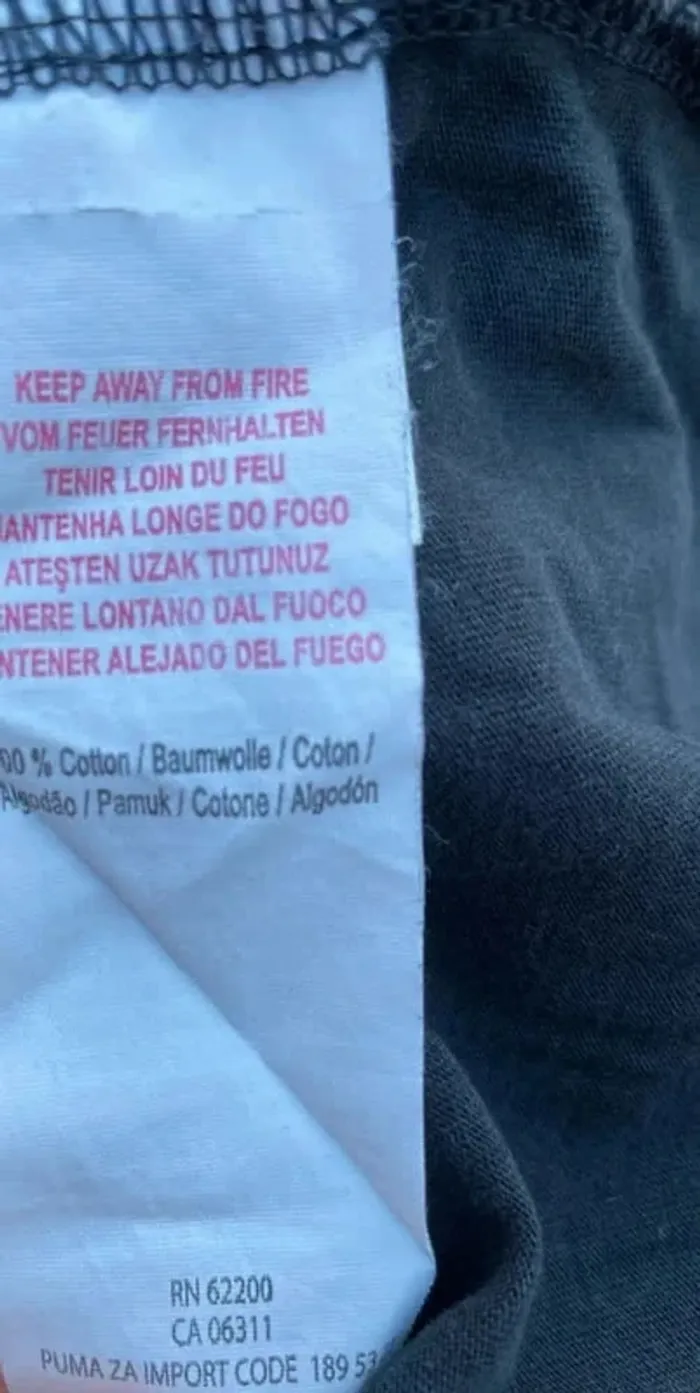 KEEP AWAY FROM FIRE
VOM FEUER FERNHALTEN
TENIR LOIN DU FEU
ANTENHA LONGE DO FOGO
ATEŞTEN UZAK TUTUNUZ
ENERE LONTANO DAL FUOCO
NTENER ALEJADO DEL FUEGO
00 % Cotton / Baumwolle / Coton /
Algodão / Pamuk / Cotone / Algodón
RN 62200
CA 06311
PUMA ZA IMPORT CODE 189 53